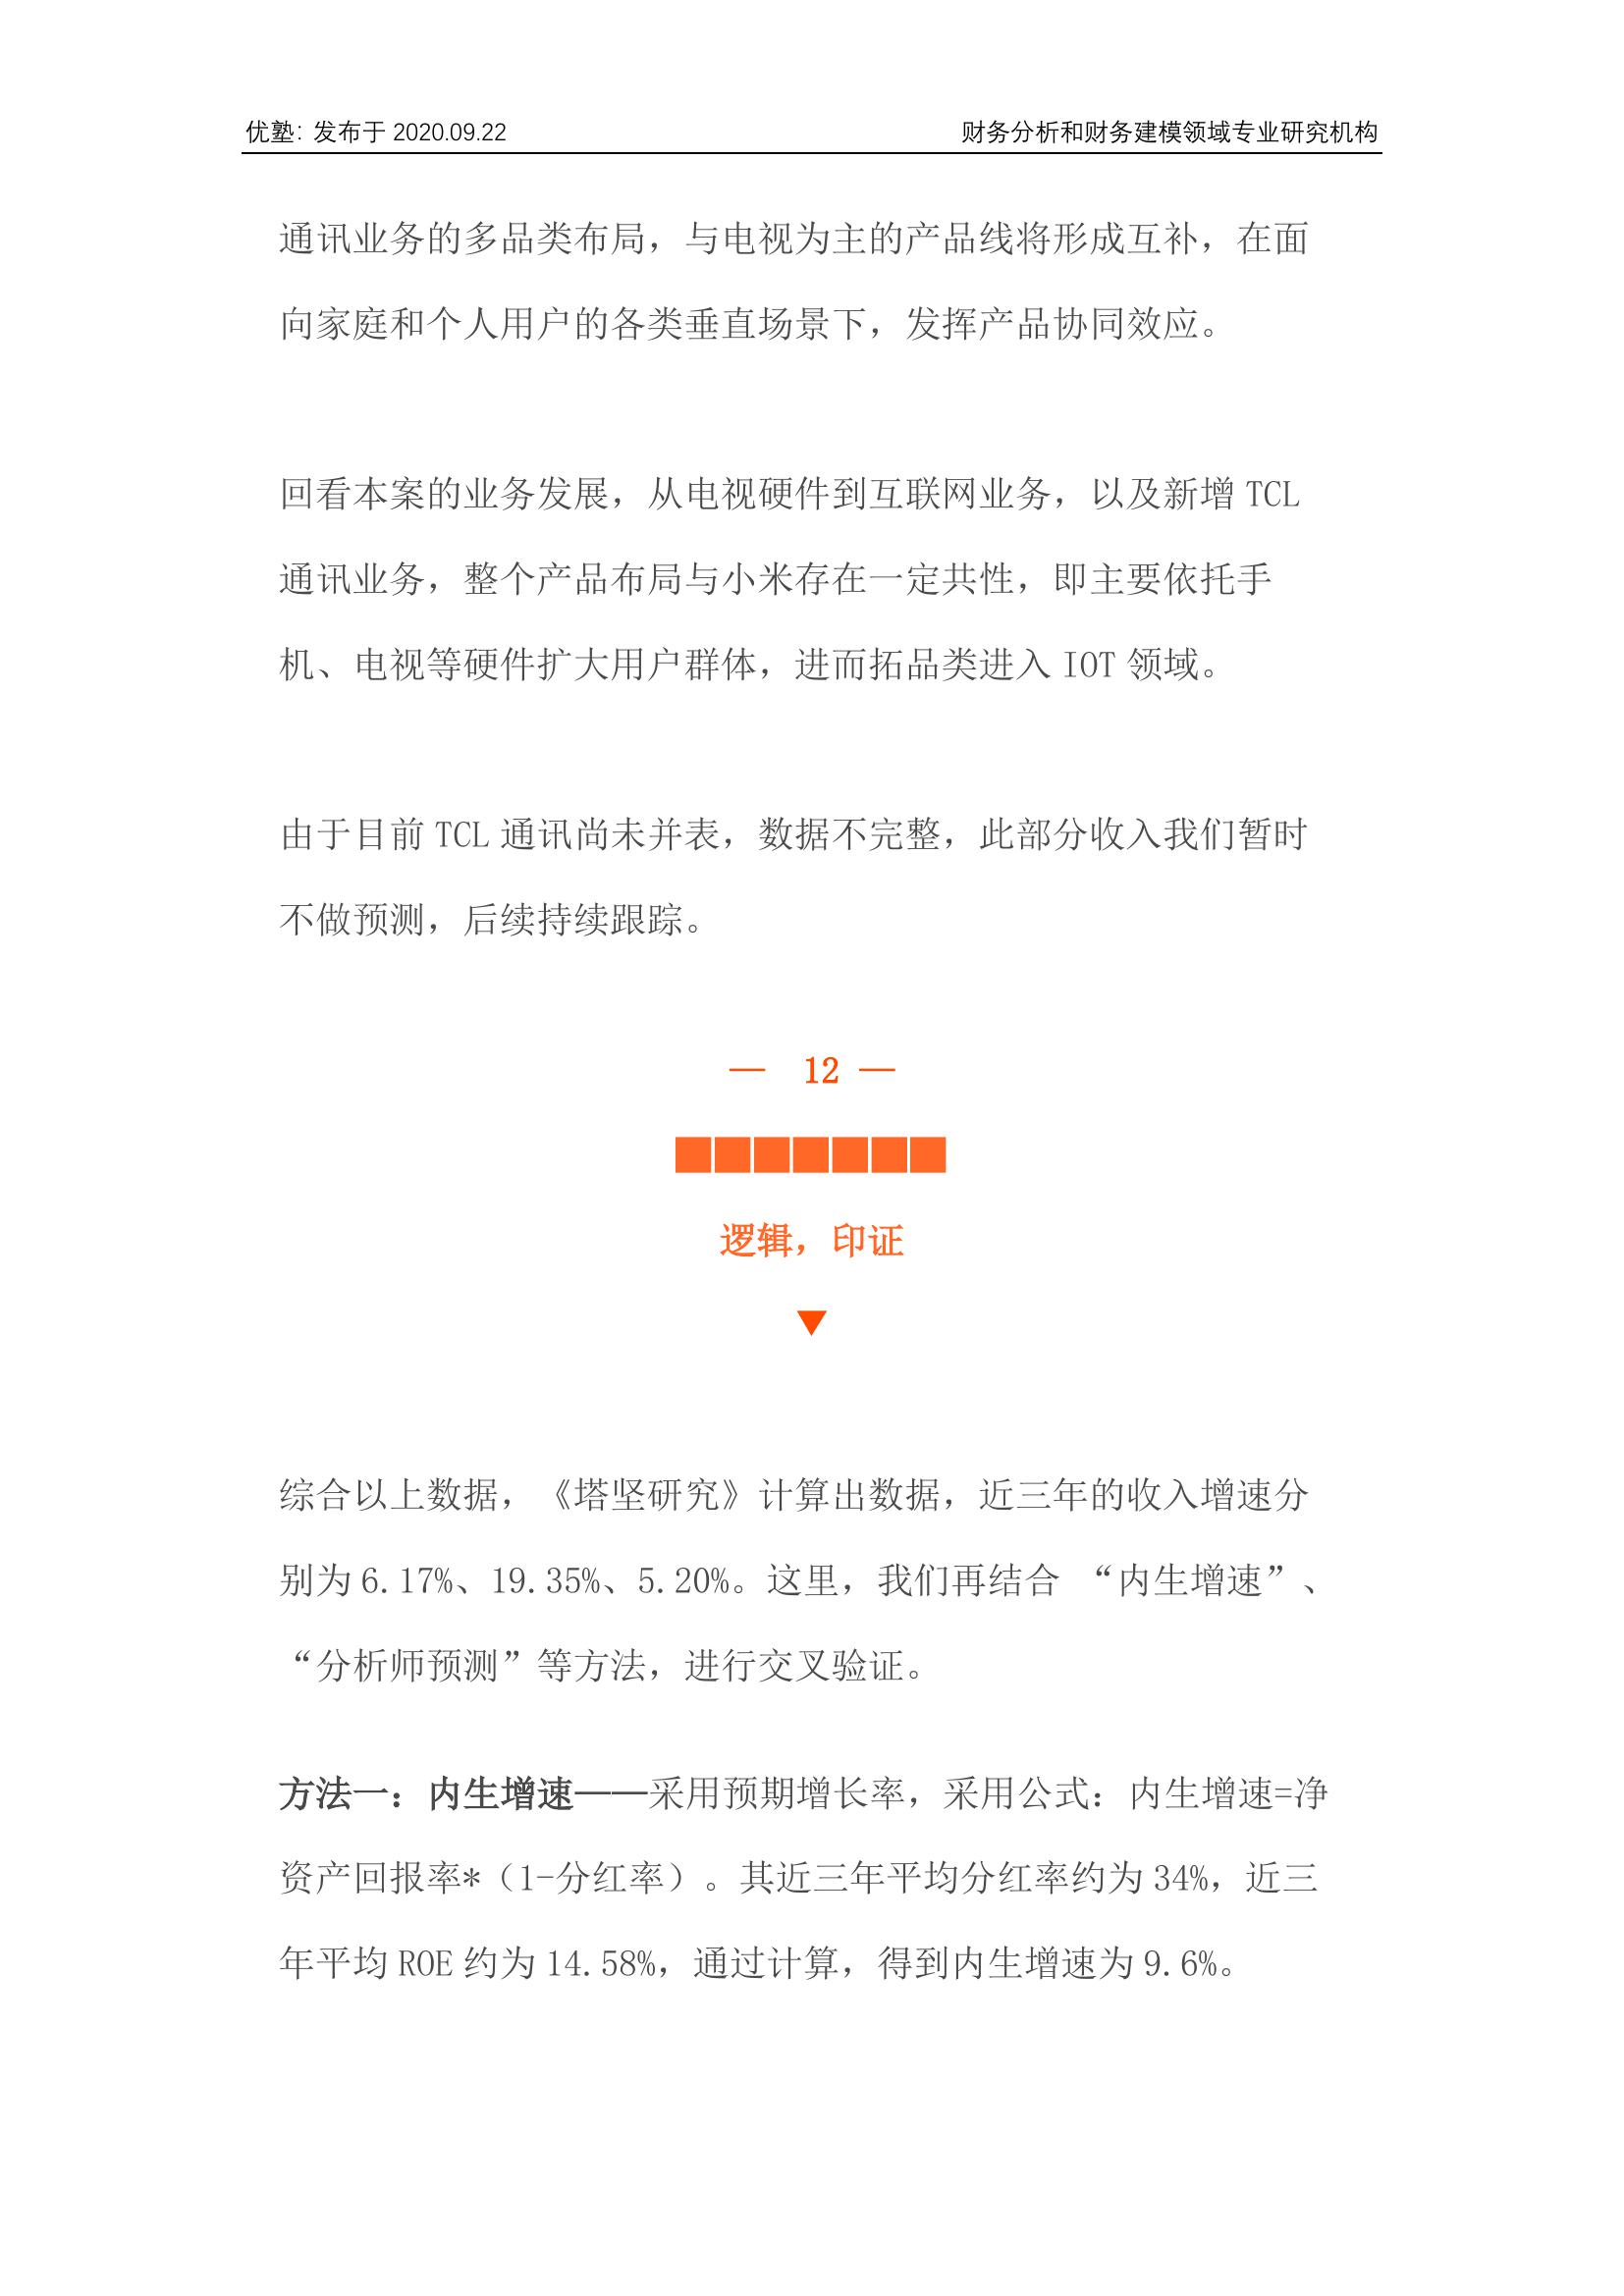 优塾：发布于 2020.09.22
财务分析和财务建模领域专业研究机构
通讯业务的多品类布局，与电视为主的产品线将形成互补，在面
向家庭和个人用户的各类垂直场景下，发挥产品协同效应。
回看本案的业务发展，从电视硬件到互联网业务，以及新增 TCL
通讯业务，整个产品布局与小米存在一定共性，即主要依托手
机、电视等硬件扩大用户群体，进而拓品类进入 IOT 领域。
由于目前 TCL 通讯尚未并表，数据不完整，此部分收入我们暂时
不做预测，后续持续跟踪。
— 12 —
■■■■■■■
逻辑，印证
▼
综合以上数据，《塔坚研究》计算出数据，近三年的收入增速分
别为 6.17%、19.35%、5.20%。这里，我们再结合 “内生增速”、
“分析师预测”等方法，进行交叉验证。
方法一：内生增速——采用预期增长率，采用公式：内生增速=净
资产回报率*（1-分红率）。其近三年平均分红率约为 34%，近三
年平均 ROE 约为 14.58%，通过计算，得到内生增速为 9.6%。